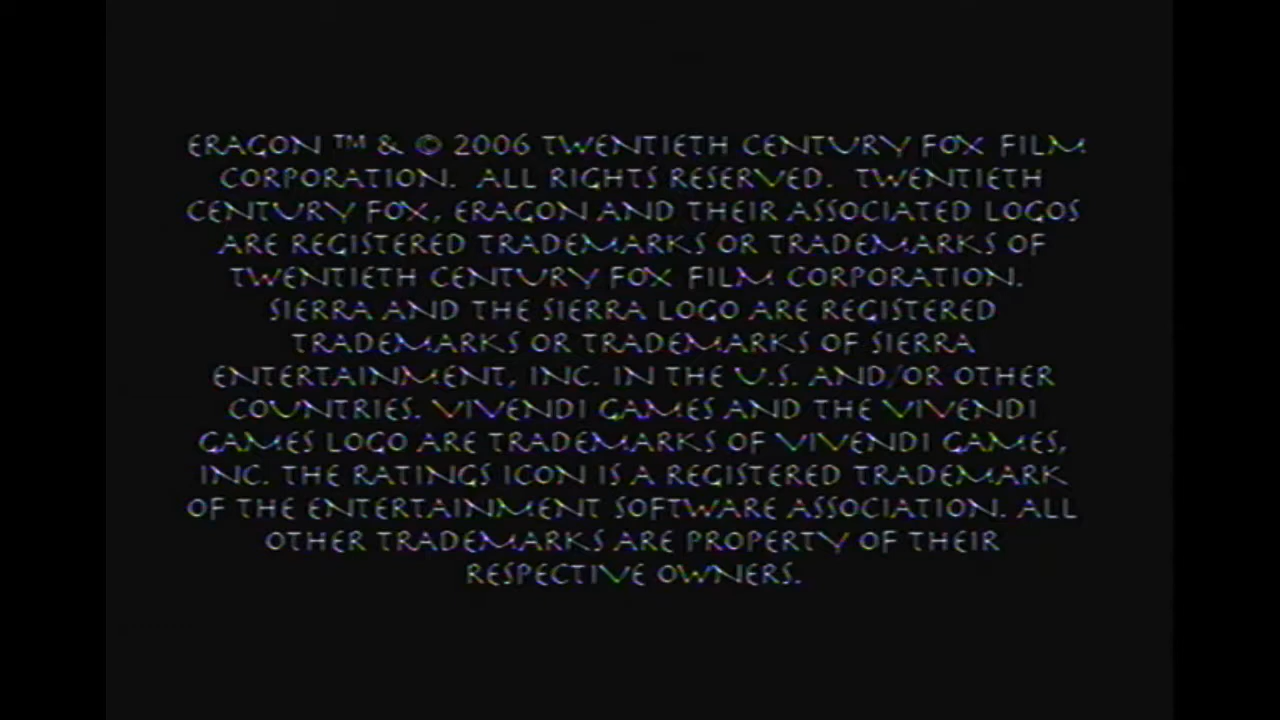 ERAGON ™ & © 2006 TWENTIETH CENTURY FOX FILM
CORPORATION. ALL RIGHTS RESERVED. TWENTIETH
CENTURY FOX, ERAGON AND THEIR ASSOCIATED LOGOS
ARE REGISTERED TRADEMARKS OR TRADEMARKS OF
TWENTIETH CENTURY FOX FILM CORPORATION.
SIERRA AND THE SIERRA LOGO ARE REGISTERED
TRADEMARKS OR TRADEMARKS OF SIERRA
ENTERTAINMENT, INC. IN THE U.S. AND/OR OTHER
COUNTRIES. VIVENDI GAMES AND THE VIVENDI
GAMES LOGO ARE TRADEMARKS OF VIVENDI GAMES,
INC. THE RATINGS ICON IS A REGISTERED TRADEMARK
OF THE ENTERTAINMENT SOFTWARE ASSOCIATION. ALL
OTHER TRADEMARKS ARE PROPERTY OF THEIR
RESPECTIVE OWNERS.